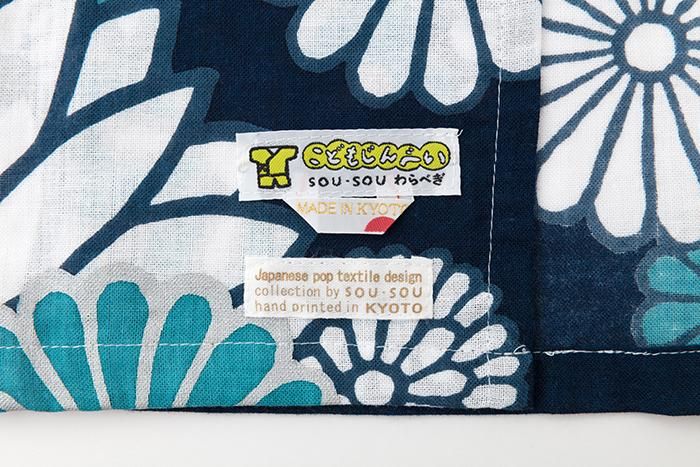 こどもじんべい
SOU・SOU わらべぎ
MADE IN KYOTO
Japanese pop textile design
collection by SOU・SOU
hand printed in KYOTO